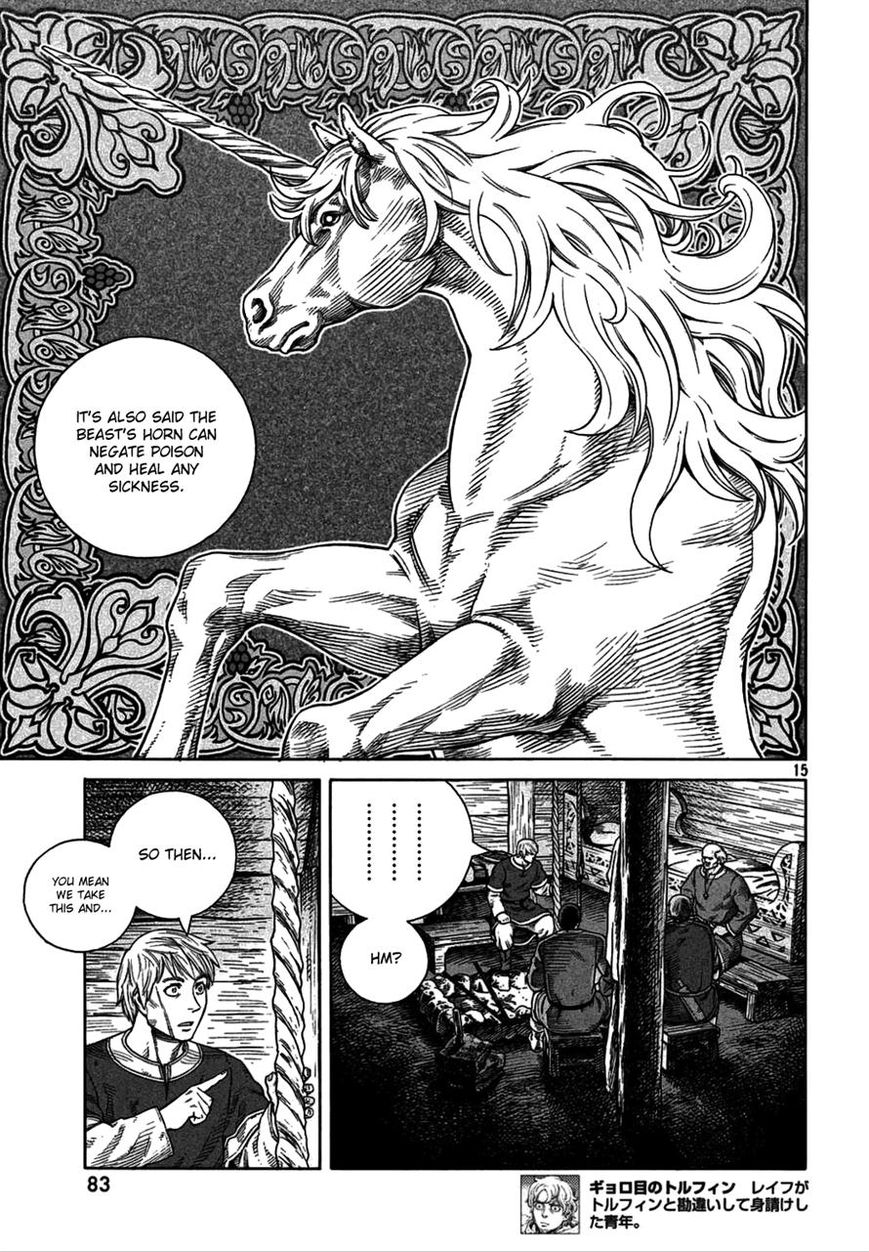 IT'S ALSO SAID THE
BEAST'S HORN CAN
NEGATE POISON
AND HEAL ANY
SICKNESS.
15
HM?
SO THEN...
YOU MEAN
WE TAKE
THIS AND...
83
ギョロ目のトルフィン レイフが
トルフィンと勘違いして身請けし
た青年。